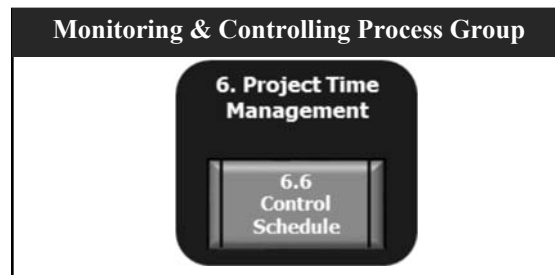 Monitoring & Controlling Process Group
6. Project Time
Management
6.6
Control
Schedule